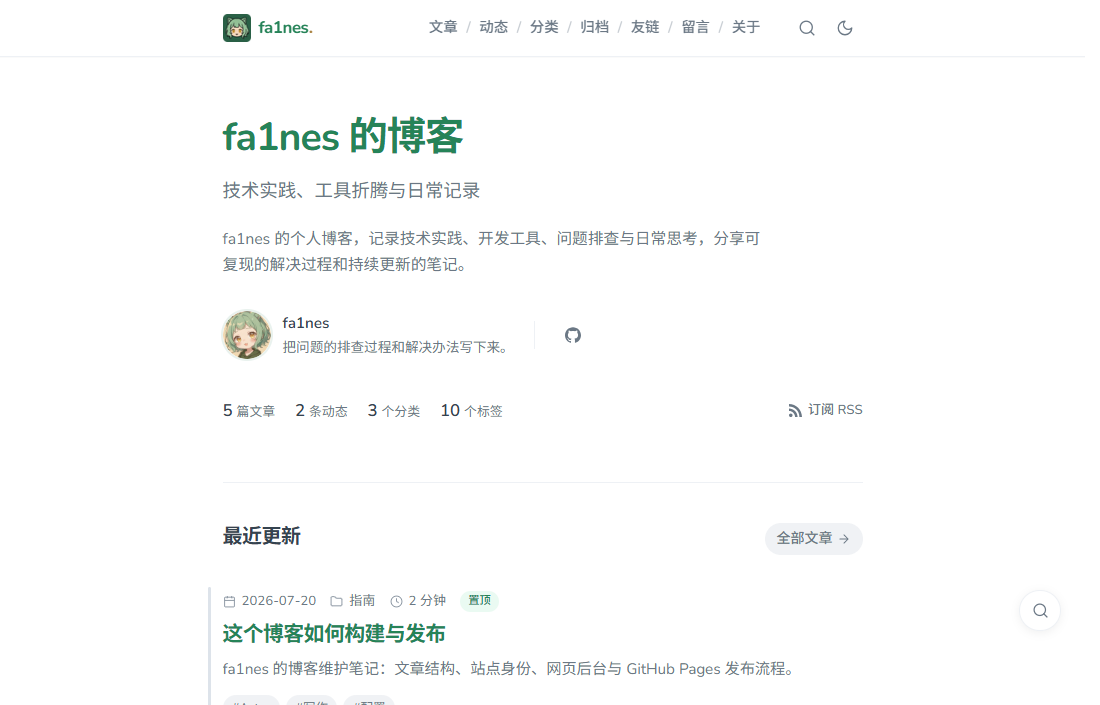 fa1nes.
文章 / 动态 / 分类 / 归档 / 友链 / 留言 / 关于
fa1nes 的博客
技术实践、工具折腾与日常记录
fa1nes 的个人博客，记录技术实践、开发工具、问题排查与日常思考，分享可
复现的解决过程和持续更新的笔记。
fa1nes
把问题的排查过程和解决办法写下来。
5 篇文章 2 条动态 3 个分类 10 个标签 订阅 RSS
最近更新 全部文章 →
2026-07-20 指南 2 分钟 置顶
这个博客如何构建与发布
fa1nes 的博客维护笔记：文章结构、站点身份、网页后台与 GitHub Pages 发布流程。